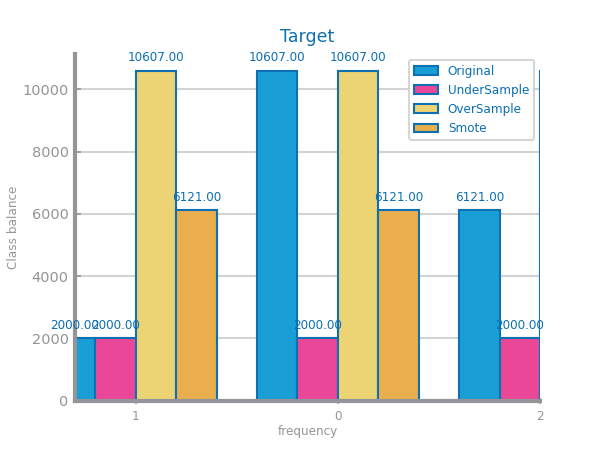 Target
10607.00 10607.00 10607.00
Original
UnderSample
OverSample
Smote
10000
8000
6121.00 6121.00 6121.00
6000
4000
2000.00 2000.00 2000.00 2000.00
2000
0
Class balance
1 0 2
frequency